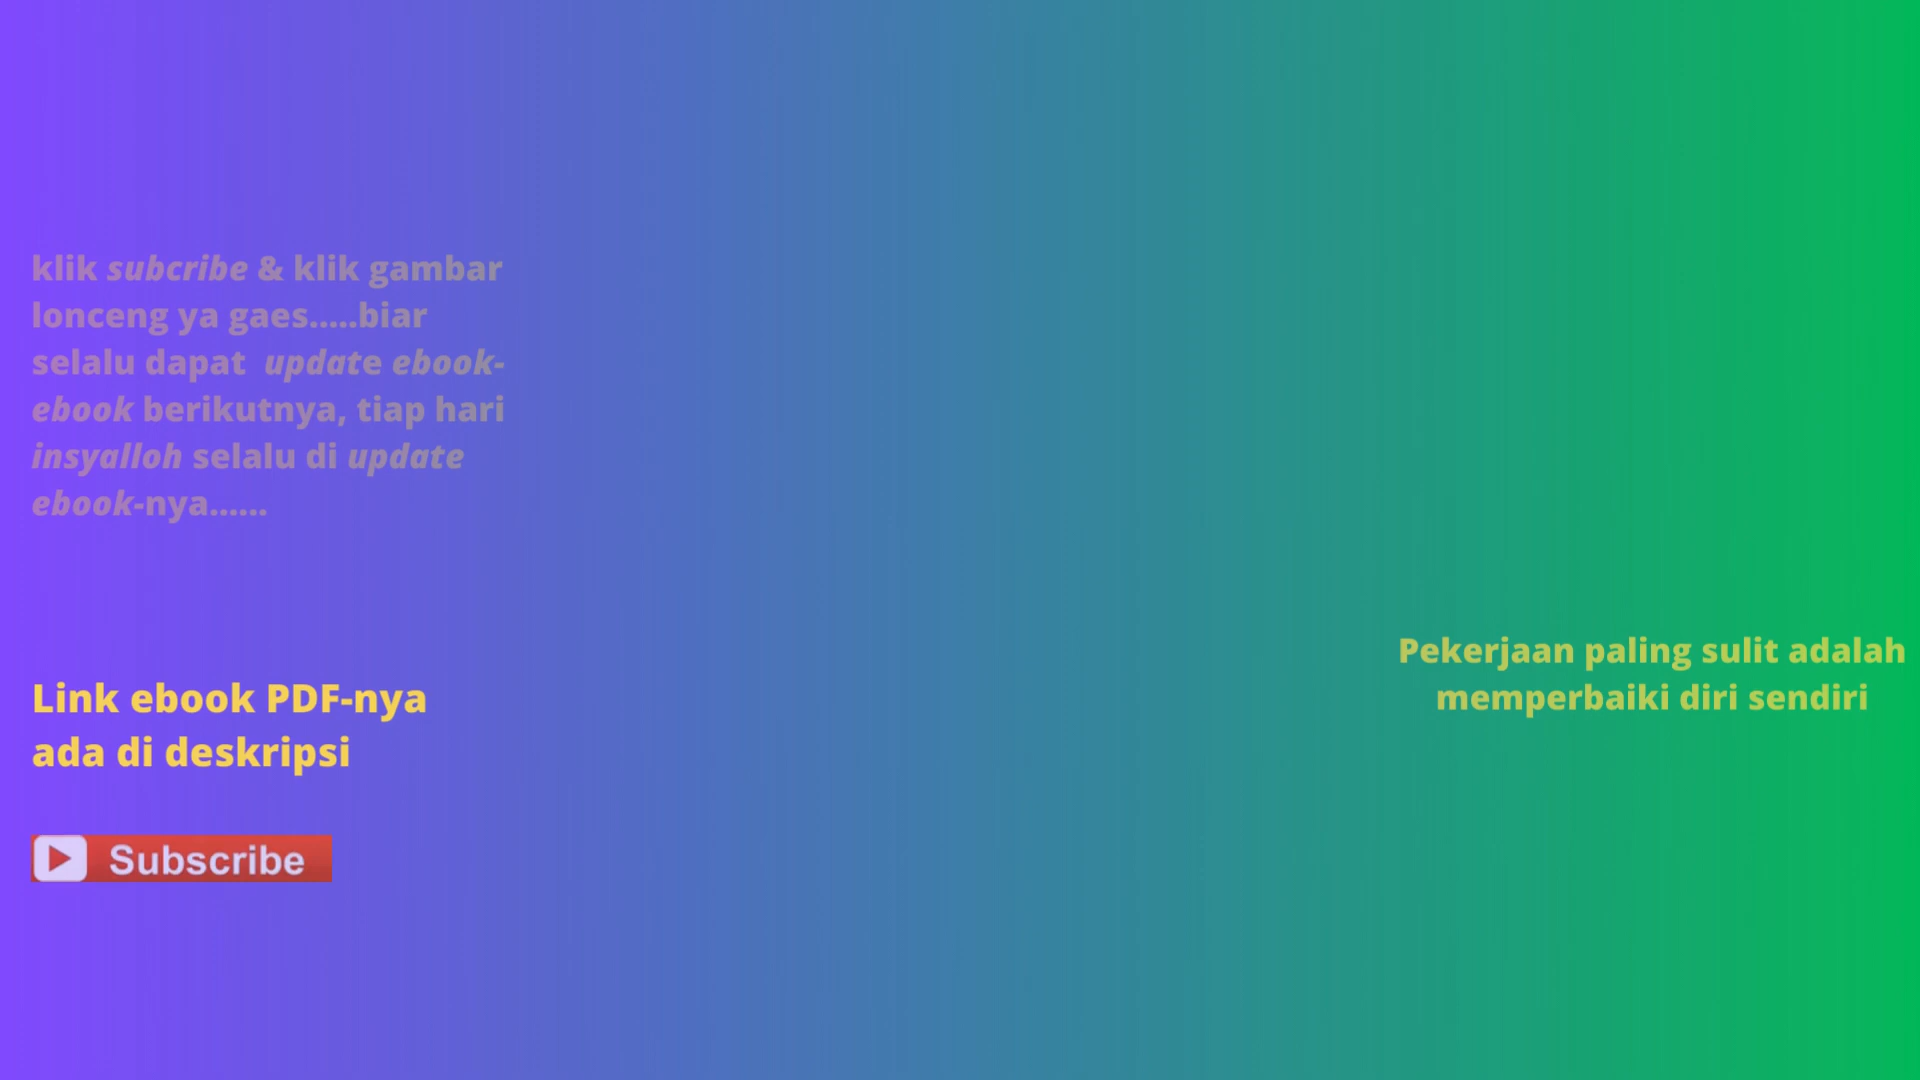 klik subcribe & klik gambar
lonceng ya gaes.....biar
selalu dapat  update ebook-
ebook berikutnya, tiap hari
insyalloh selalu di update
ebook-nya......
Pekerjaan paling sulit adalah
memperbaiki diri sendiri
Link ebook PDF-nya
ada di deskripsi
Subscribe